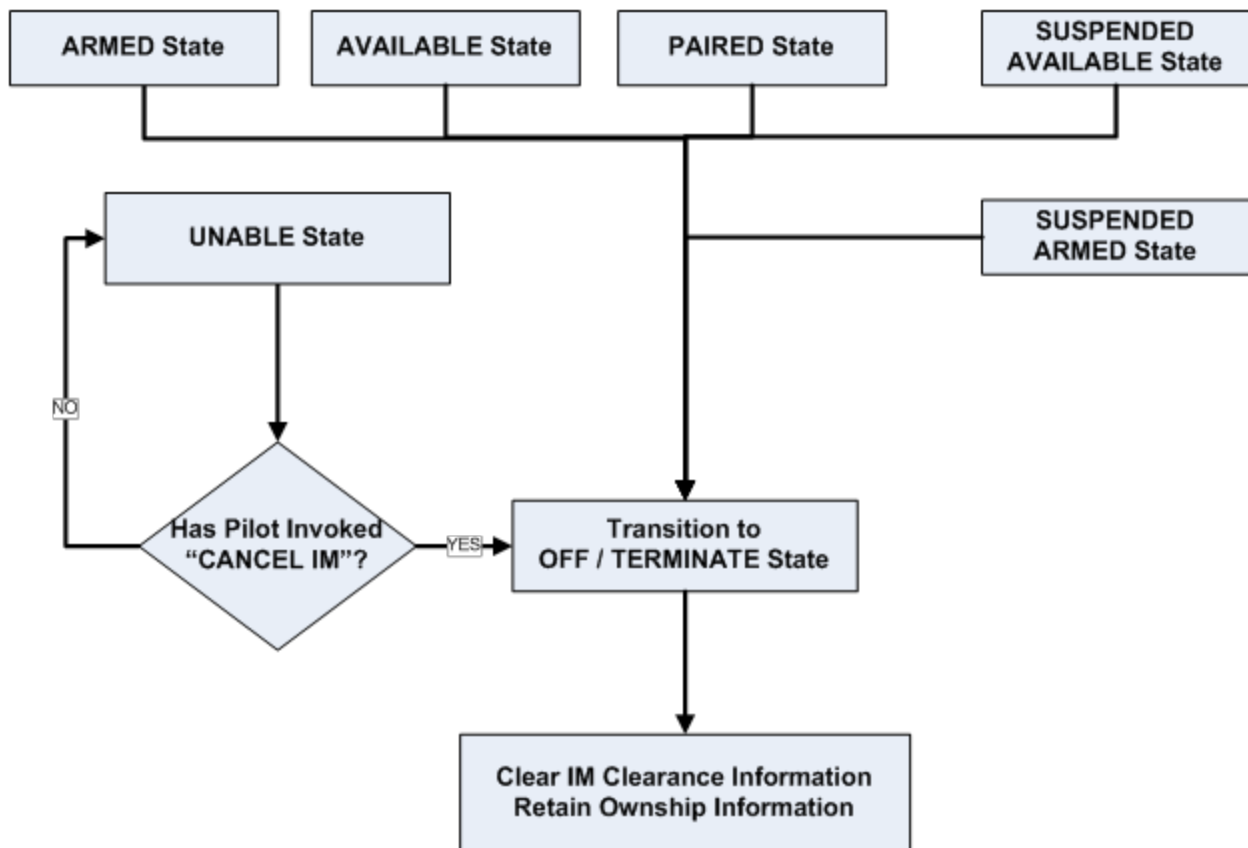 ARMED State
AVAILABLE State
PAIRED State
SUSPENDED
AVAILABLE State
UNABLE State
SUSPENDED
ARMED State
NO
Has Pilot Invoked
“CANCEL IM”?
YES
Transition to
OFF / TERMINATE State
Clear IM Clearance Information
Retain Ownship Information